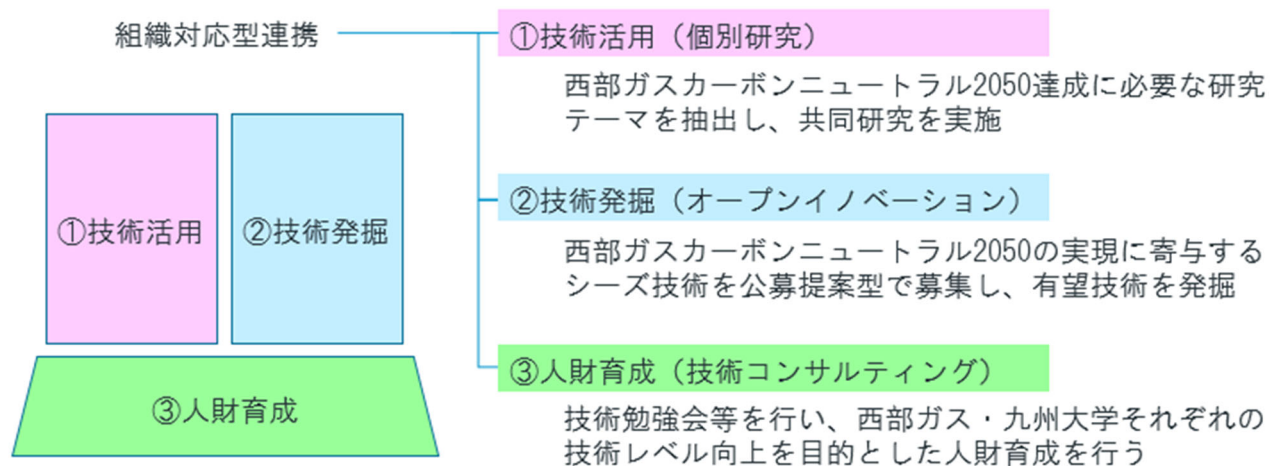 組織対応型連携
①技術活用（個別研究）
西部ガスカーボンニュートラル2050達成に必要な研究
テーマを抽出し、共同研究を実施
①技術活用
②技術発掘
③人財育成
②技術発掘（オープンイノベーション）
西部ガスカーボンニュートラル2050の実現に寄与する
シーズ技術を公募提案型で募集し、有望技術を発掘
③人財育成（技術コンサルティング）
技術勉強会等を行い、西部ガス・九州大学それぞれの
技術レベル向上を目的とした人財育成を行う